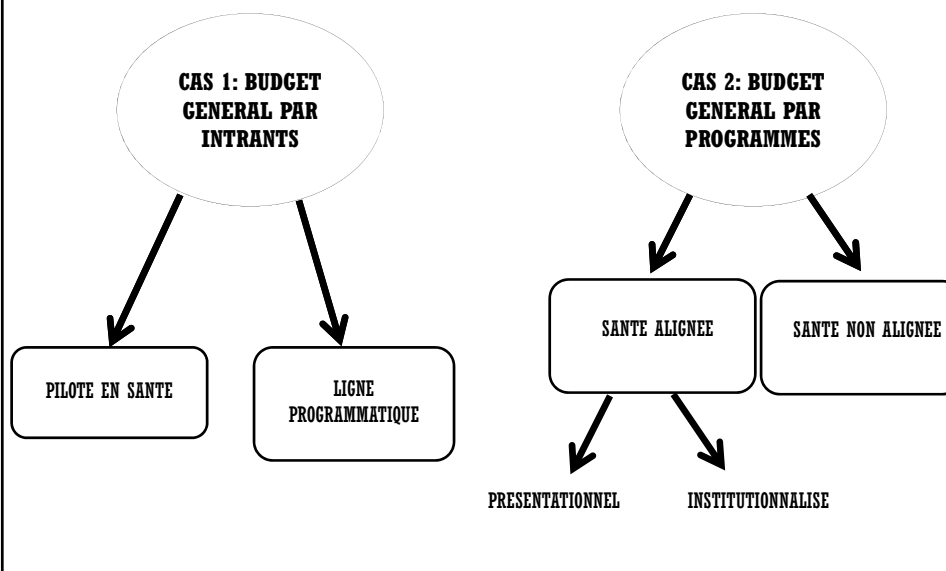 CAS 1: BUDGET
GENERAL PAR
INTRANTS
PILOTE EN SANTE
LIGNE
PROGRAMMATIQUE
CAS 2: BUDGET
GENERAL PAR
PROGRAMMES
SANTE ALIGNEE
SANTE NON ALIGNEE
PRESENTATIONNEL
INSTITUTIONNALISE